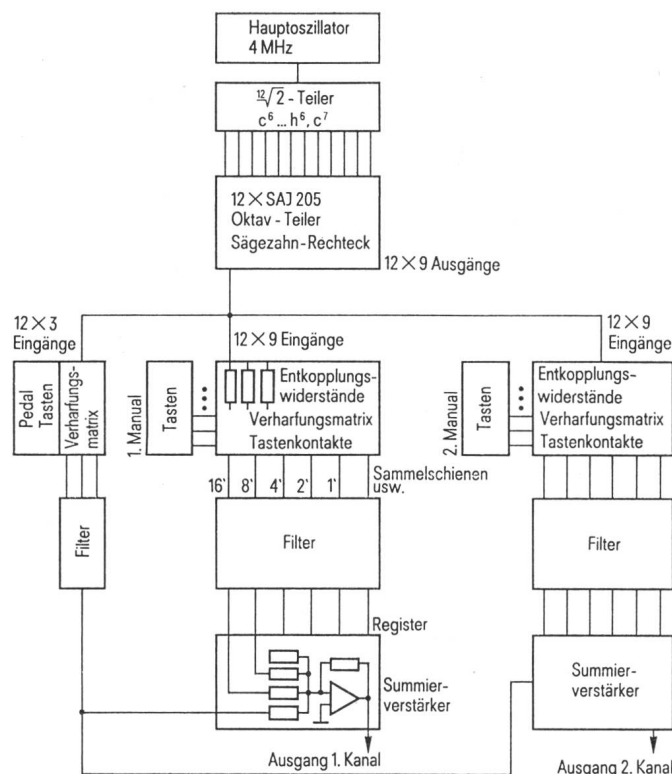 Hauptoszillator
4 MHz
¹²√2 - Teiler
c⁶ ... h⁶, c⁷
12 × SAJ 205
Oktav - Teiler
Sägezahn-Rechteck
12 × 9 Ausgänge
12 × 3
Eingänge
12 × 9 Eingänge
12 × 9
Eingänge
Pedal
Tasten
Verharfungs-
matrix
1. Manual
Tasten
Entkopplungs-
widerstände
Verharfungsmatrix
Tastenkontakte
2. Manual
Tasten
Entkopplungs-
widerstände
Verharfungsmatrix
Tastenkontakte
16' 8' 4' 2' 1'
Sammelschienen
usw.
Filter
Filter
Filter
Register
Summier-
verstärker
Summier-
verstärker
Ausgang 1. Kanal
Ausgang 2. Kanal